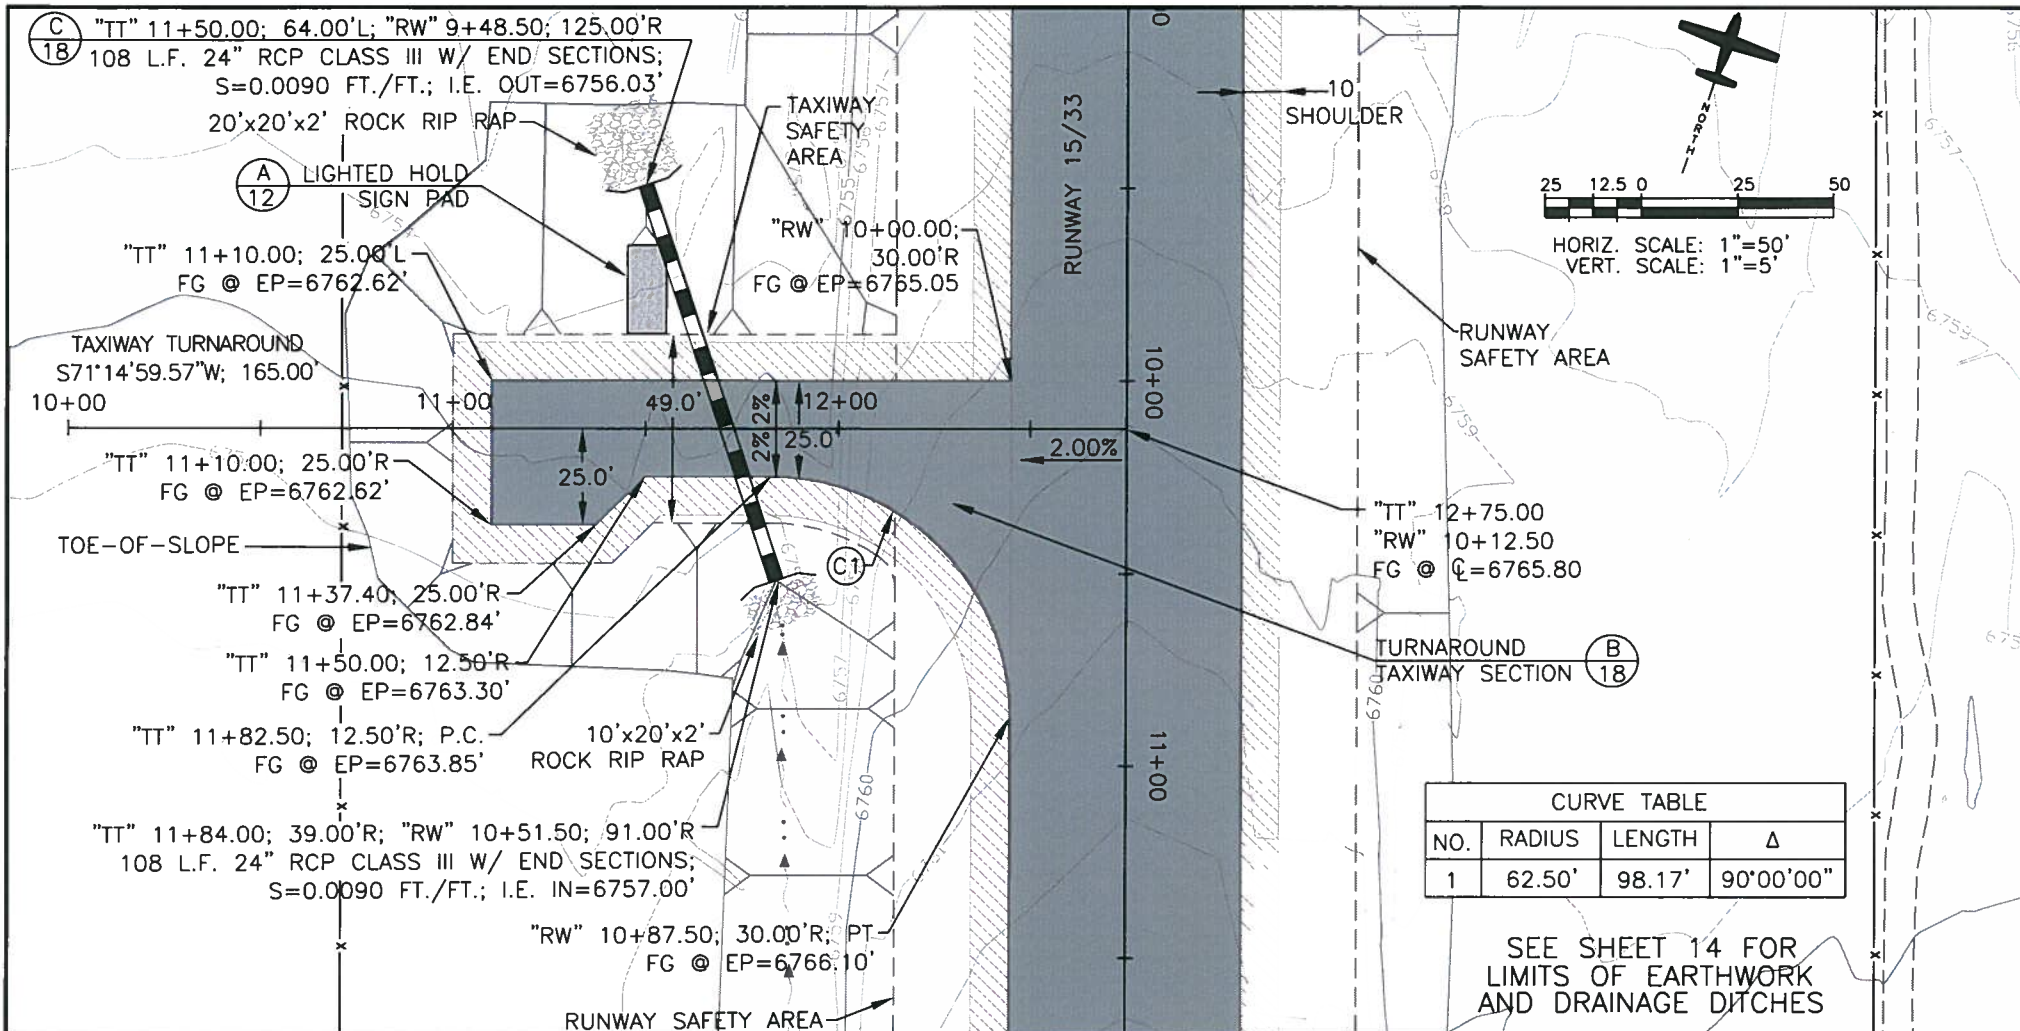 C
18
"TT" 11+50.00; 64.00'L; "RW" 9+48.50; 125.00'R
108 L.F. 24" RCP CLASS III W/ END SECTIONS;
S=0.0090 FT./FT.; I.E. OUT=6756.03'
20'x20'x2' ROCK RIP RAP
A
12
LIGHTED HOLD
SIGN PAD
TAXIWAY
SAFETY
AREA
"TT" 11+10.00; 25.00'L
FG @ EP=6762.62'
"RW" 10+00.00;
30.00'R
FG @ EP=6765.05
RUNWAY 15/33
10
SHOULDER
NORTH
25 12.5 0 25 50
HORIZ. SCALE: 1"=50'
VERT. SCALE: 1"=5'
RUNWAY
SAFETY AREA
TAXIWAY TURNAROUND
S71°14'59.57"W; 165.00'
10+00
11+00
12+00
49.0'
2%
2%
25.0'
25.0'
2.00%
10+00
11+00
"TT" 11+10.00; 25.00'R
FG @ EP=6762.62'
TOE-OF-SLOPE
"TT" 11+37.40; 25.00'R
FG @ EP=6762.84'
"TT" 11+50.00; 12.50'R
FG @ EP=6763.30'
"TT" 11+82.50; 12.50'R; P.C.
FG @ EP=6763.85'
10'x20'x2'
ROCK RIP RAP
C1
"TT" 11+84.00; 39.00'R; "RW" 10+51.50; 91.00'R
108 L.F. 24" RCP CLASS III W/ END SECTIONS;
S=0.0090 FT./FT.; I.E. IN=6757.00'
"RW" 10+87.50; 30.00'R; PT
FG @ EP=6766.10'
RUNWAY SAFETY AREA
"TT" 12+75.00
"RW" 10+12.50
FG @ ℄=6765.80
TURNAROUND
TAXIWAY SECTION
B
18
6754
6755
6757
6757
6757
6758
6759
6759
6760
6760
CURVE TABLE
NO. RADIUS LENGTH Δ
1 62.50' 98.17' 90°00'00"
SEE SHEET 14 FOR
LIMITS OF EARTHWORK
AND DRAINAGE DITCHES